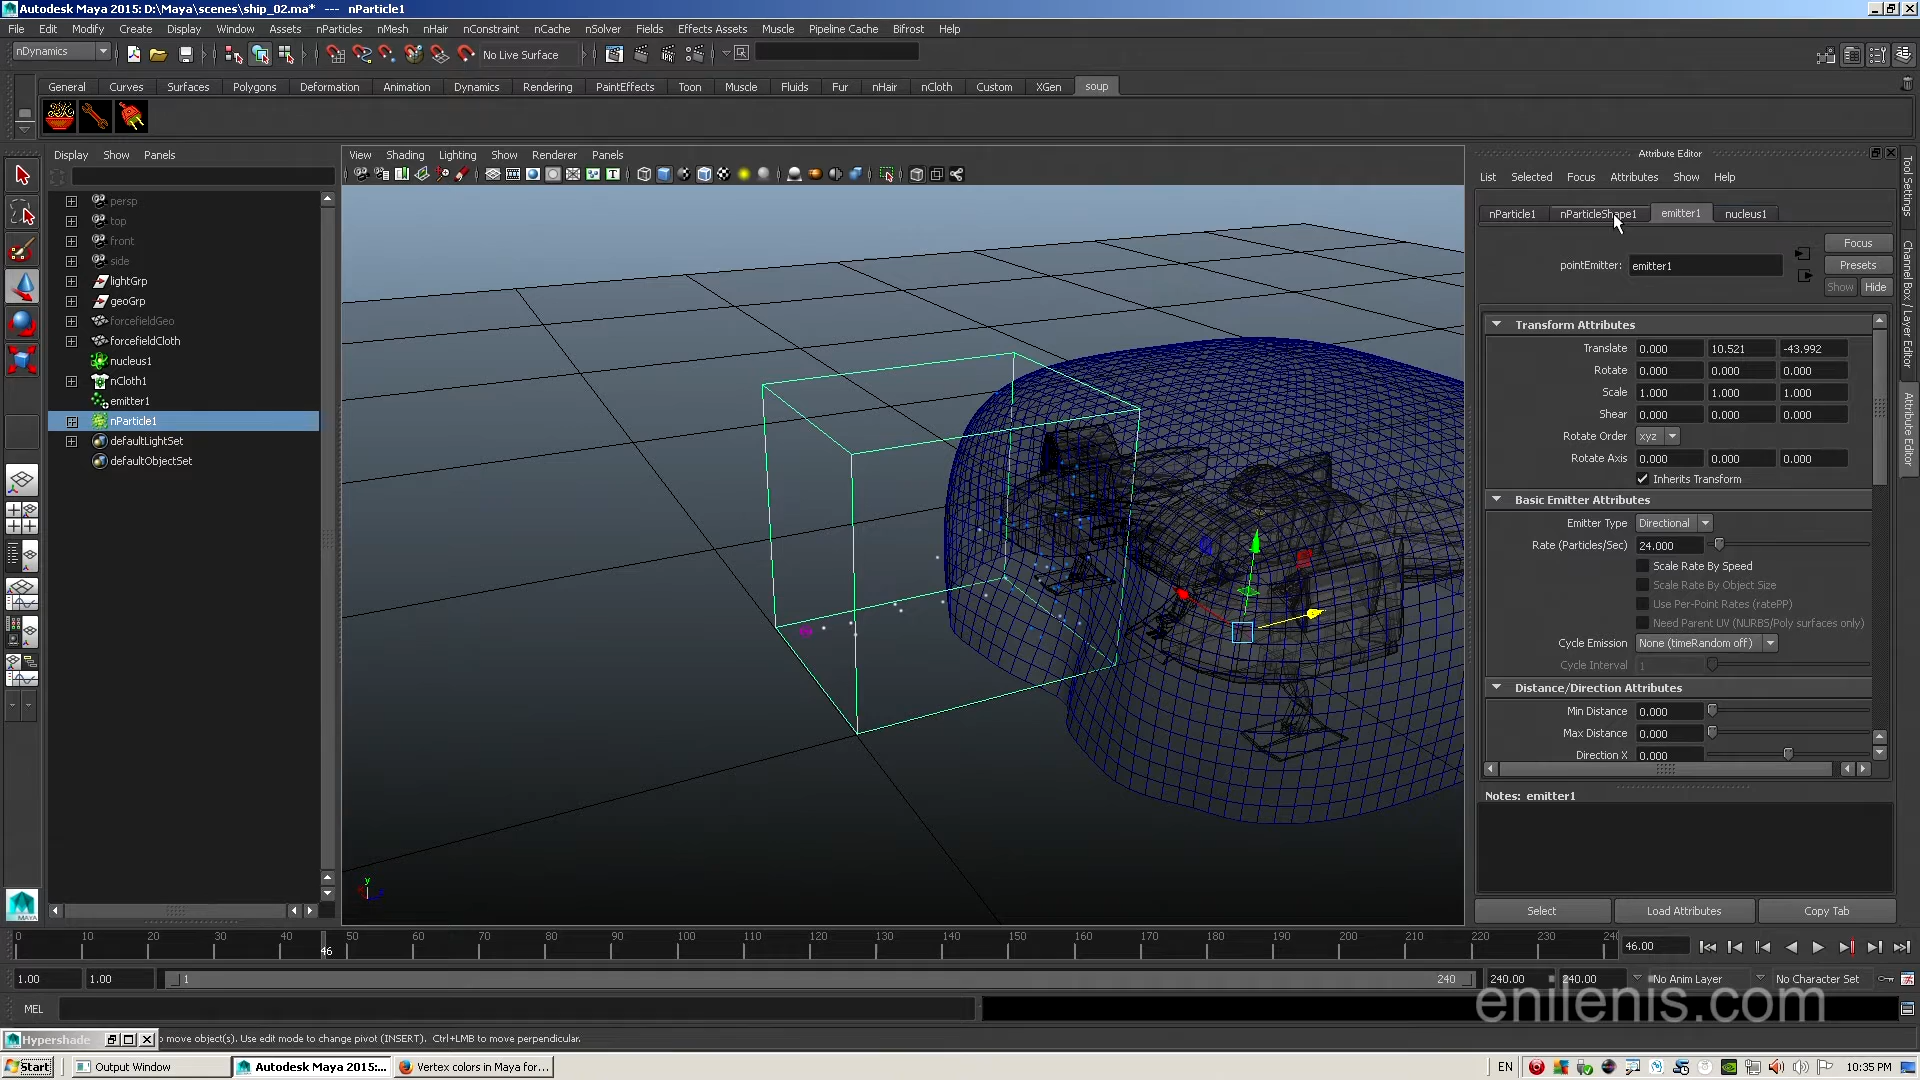 Autodesk Maya 2015: D:\Maya\scenes\ship_02.ma* --- nParticle1
File Edit Modify Create Display Window Assets nParticles nMesh nHair nConstraint nCache nSolver Fields Effects Assets Muscle Pipeline Cache Bifrost Help
nDynamics
No Live Surface
General Curves Surfaces Polygons Deformation Animation Dynamics Rendering PaintEffects Toon Muscle Fluids Fur nHair nCloth Custom XGen soup
Display Show Panels
persp
top
front
side
lightGrp
geoGrp
forcefieldGeo
forcefieldCloth
nucleus1
nCloth1
emitter1
nParticle1
defaultLightSet
defaultObjectSet
View Shading Lighting Show Renderer Panels
y
Attribute Editor
List Selected Focus Attributes Show Help
nParticle1 nParticleShape1 emitter1 nucleus1
Focus
pointEmitter: emitter1
Presets
Show Hide
Transform Attributes
Translate 0.000 10.521 -43.992
Rotate 0.000 0.000 0.000
Scale 1.000 1.000 1.000
Shear 0.000 0.000 0.000
Rotate Order xyz
Rotate Axis 0.000 0.000 0.000
Inherits Transform
Basic Emitter Attributes
Emitter Type Directional
Rate (Particles/Sec) 24.000
Scale Rate By Speed
Scale Rate By Object Size
Use Per-Point Rates (ratePP)
Need Parent UV (NURBS/Poly surfaces only)
Cycle Emission None (timeRandom off)
Cycle Interval 1
Distance/Direction Attributes
Min Distance 0.000
Max Distance 0.000
Direction X 0.000
Notes: emitter1
Select Load Attributes Copy Tab
Tool Settings
Channel Box / Layer Editor
Attribute Editor
MAYA
0 10 20 30 40 50 60 70 80 90 100 110 120 130 140 150 160 170 180 190 200 210 220 230 24
46
46.00
1.00 1.00 1 240 240.00 240.00 No Anim Layer No Character Set
MEL
enilenis.com
Hypershade
o move object(s). Use edit mode to change pivot (INSERT). Ctrl+LMB to move perpendicular.
Start Output Window Autodesk Maya 2015:... Vertex colors in Maya for... EN 10:35 PM